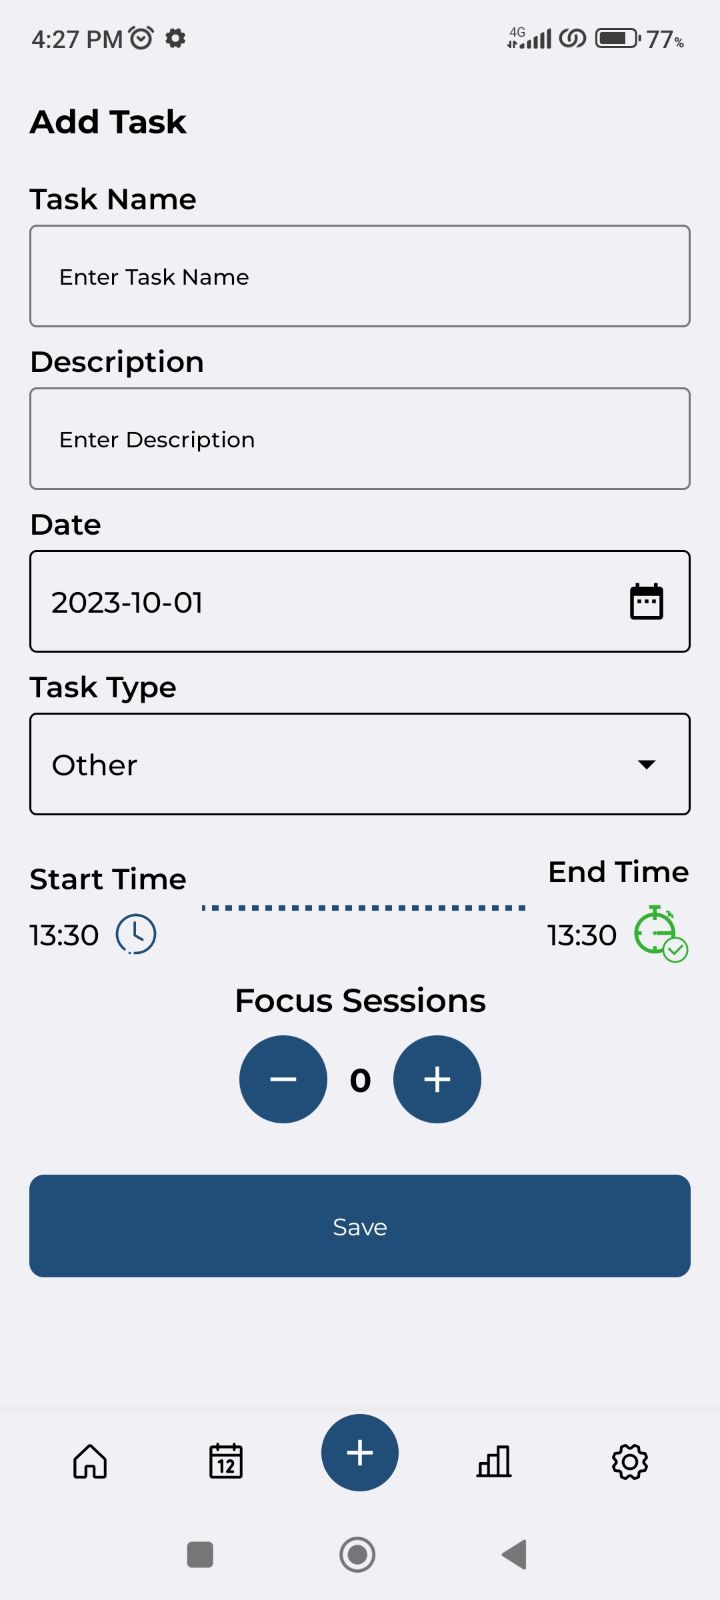 4:27 PM 4G 77%
Add Task
Task Name
Enter Task Name
Description
Enter Description
Date
2023-10-01
Task Type
Other
Start Time End Time
13:30 13:30
Focus Sessions
0
Save
12